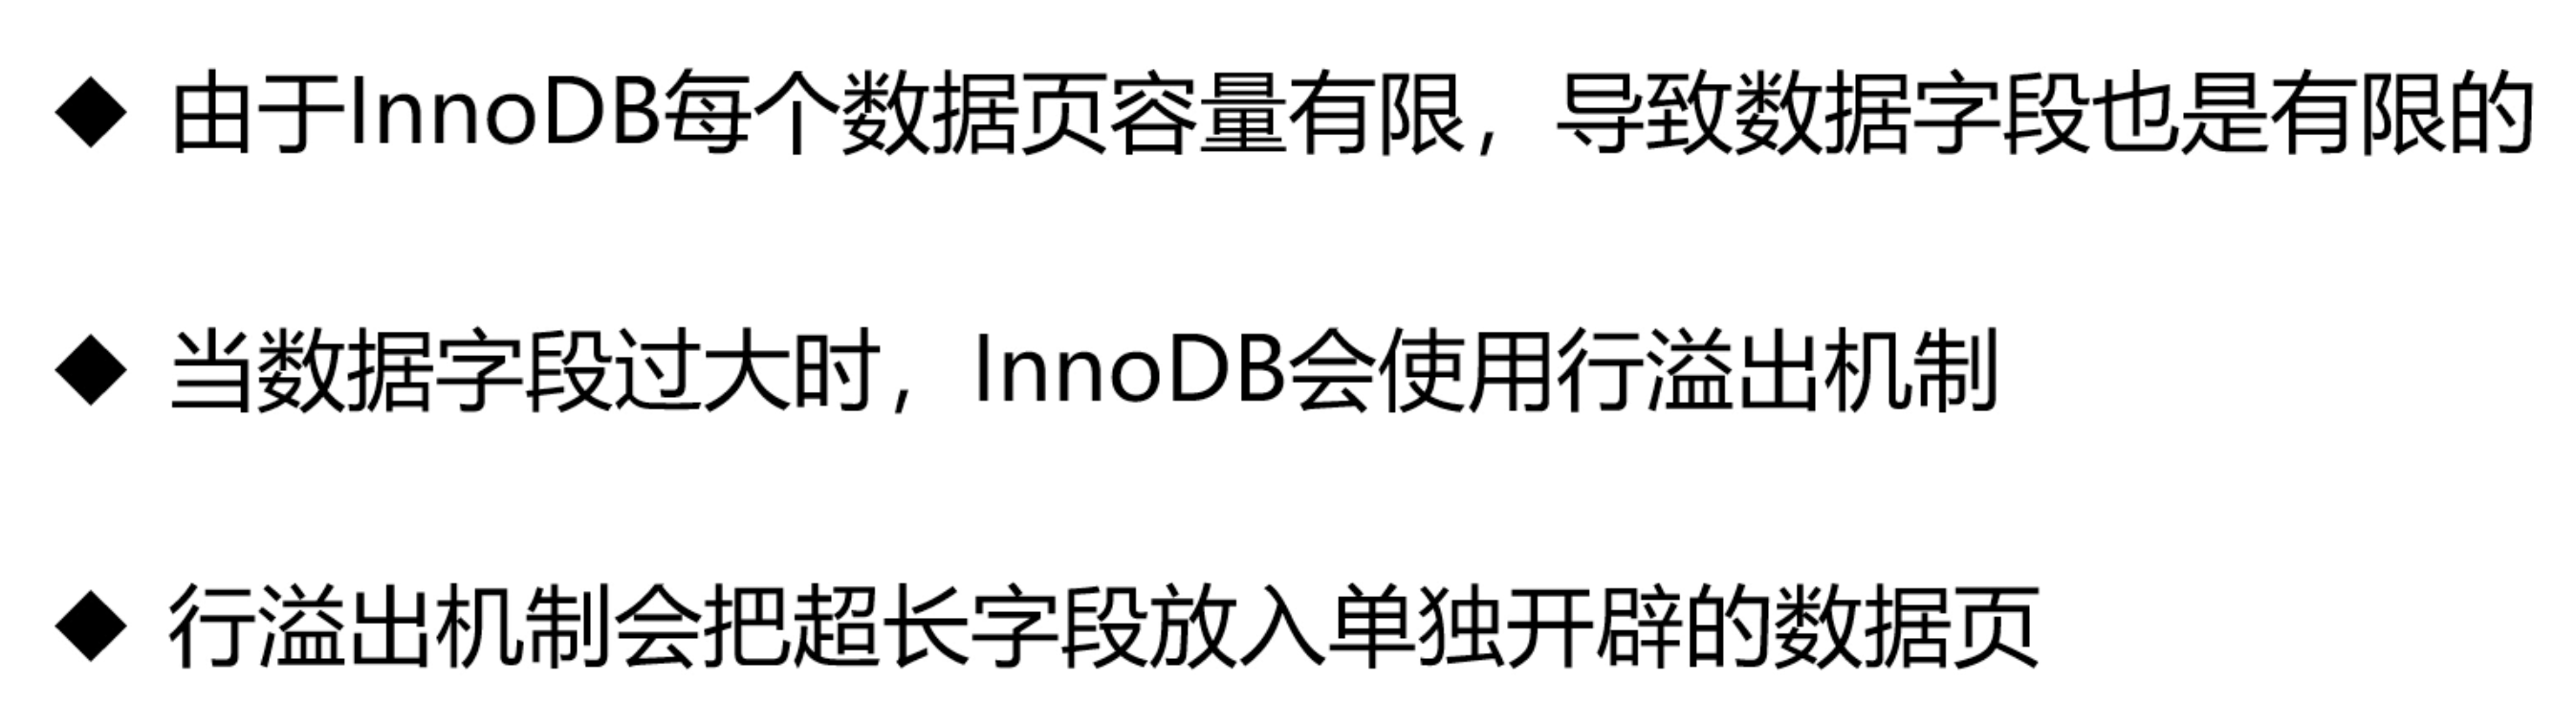 ◆ 由于InnoDB每个数据页容量有限，导致数据字段也是有限的
◆ 当数据字段过大时，InnoDB会使用行溢出机制
◆ 行溢出机制会把超长字段放入单独开辟的数据页